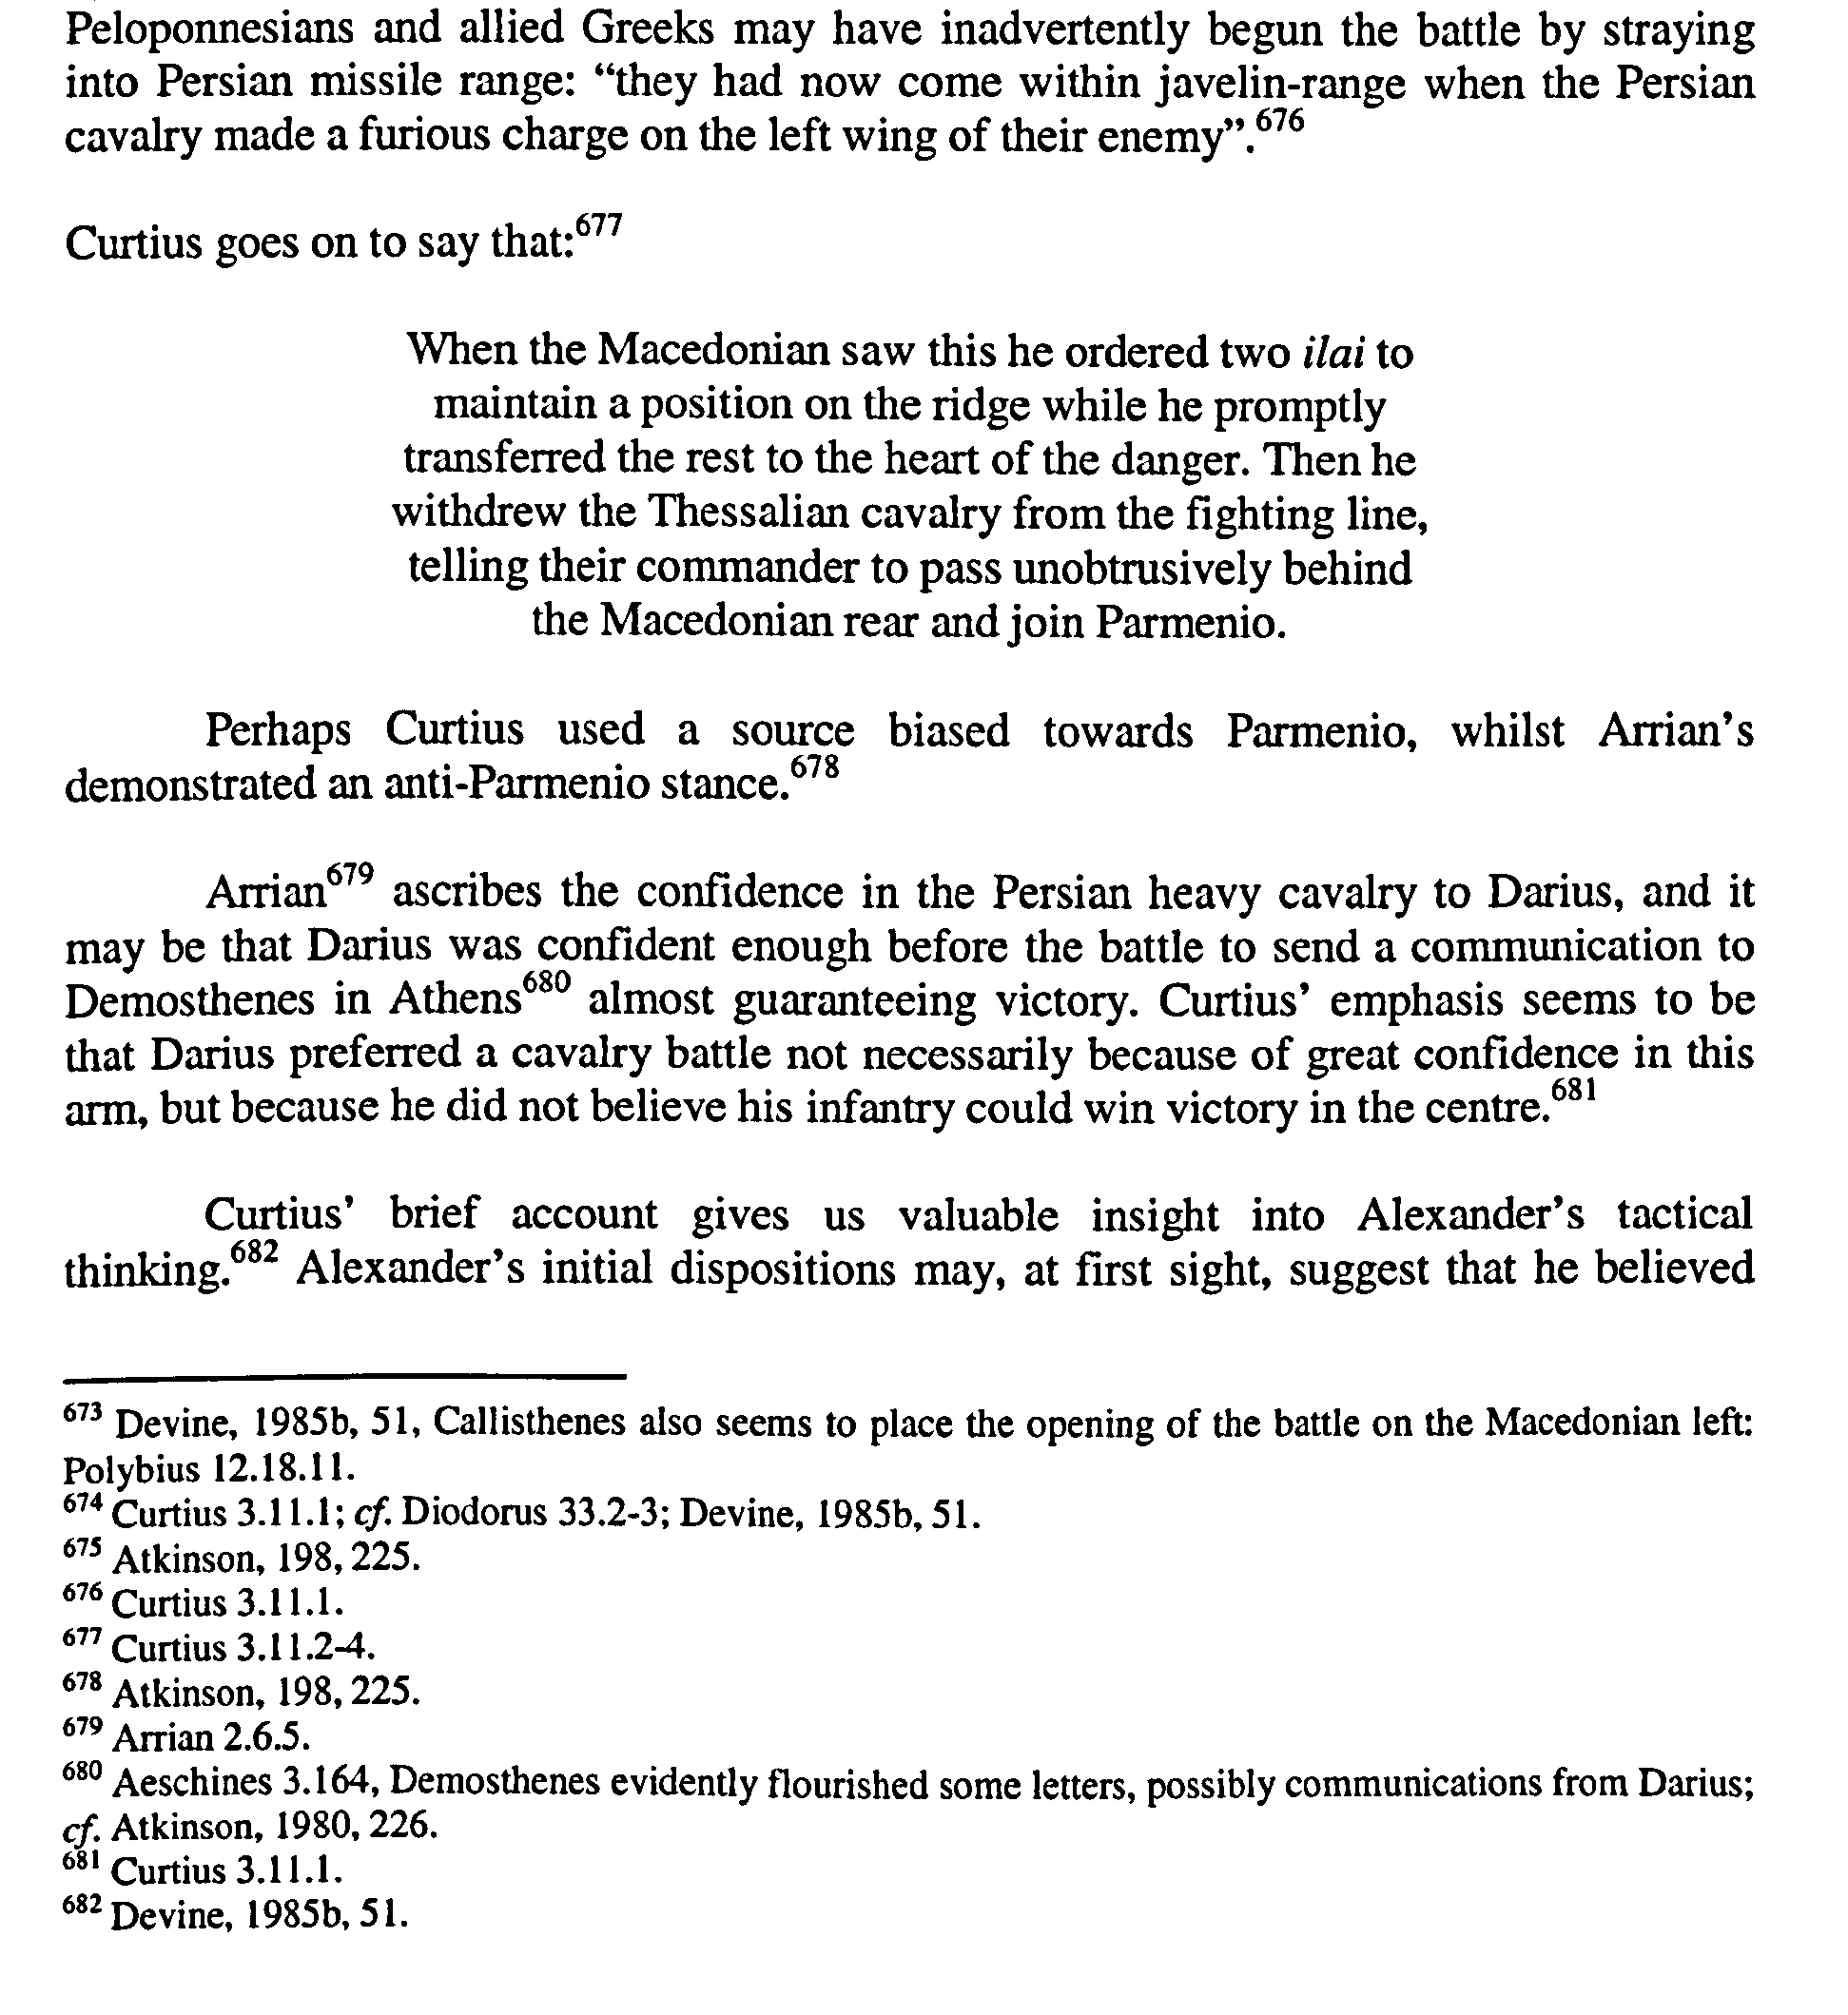 Peloponnesians and allied Greeks may have inadvertently begun the battle by straying
into Persian missile range: “they had now come within javelin-range when the Persian
cavalry made a furious charge on the left wing of their enemy”.676
Curtius goes on to say that:677
When the Macedonian saw this he ordered two ilai to
maintain a position on the ridge while he promptly
transferred the rest to the heart of the danger. Then he
withdrew the Thessalian cavalry from the fighting line,
telling their commander to pass unobtrusively behind
the Macedonian rear and join Parmenio.
Perhaps Curtius used a source biased towards Parmenio, whilst Arrian’s
demonstrated an anti-Parmenio stance.678
Arrian679 ascribes the confidence in the Persian heavy cavalry to Darius, and it
may be that Darius was confident enough before the battle to send a communication to
Demosthenes in Athens680 almost guaranteeing victory. Curtius’ emphasis seems to be
that Darius preferred a cavalry battle not necessarily because of great confidence in this
arm, but because he did not believe his infantry could win victory in the centre.681
Curtius’ brief account gives us valuable insight into Alexander’s tactical
thinking.682 Alexander’s initial dispositions may, at first sight, suggest that he believed
673 Devine, 1985b, 51, Callisthenes also seems to place the opening of the battle on the Macedonian left:
Polybius 12.18.11.
674 Curtius 3.11.1; cf. Diodorus 33.2-3; Devine, 1985b, 51.
675 Atkinson, 198, 225.
676 Curtius 3.11.1.
677 Curtius 3.11.2-4.
678 Atkinson, 198, 225.
679 Arrian 2.6.5.
680 Aeschines 3.164, Demosthenes evidently flourished some letters, possibly communications from Darius;
cf. Atkinson, 1980, 226.
681 Curtius 3.11.1.
682 Devine, 1985b, 51.